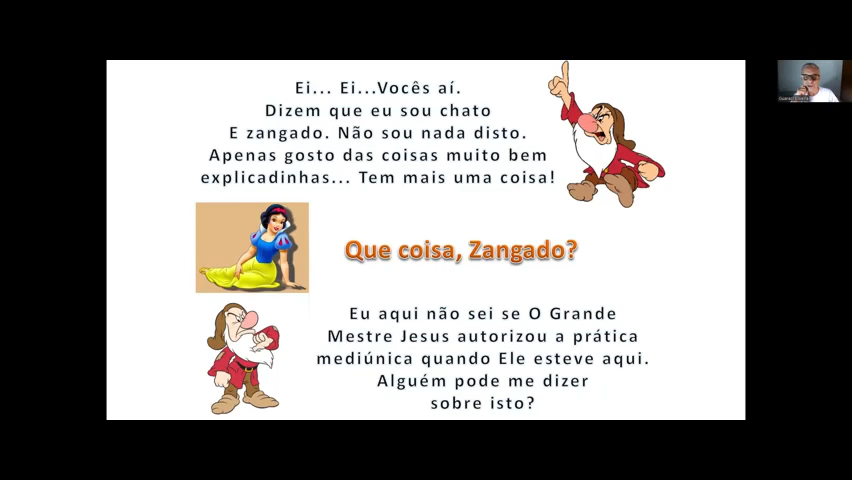 Ei... Ei...Vocês aí.
Dizem que eu sou chato
E zangado. Não sou nada disto.
Apenas gosto das coisas muito bem
explicadinhas... Tem mais uma coisa!
Que coisa, Zangado?
Eu aqui não sei se O Grande
Mestre Jesus autorizou a prática
mediúnica quando Ele esteve aqui.
Alguém pode me dizer
sobre isto?